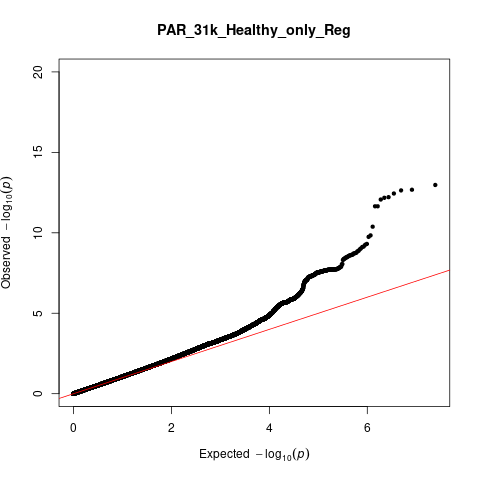 PAR_31k_Healthy_only_Reg
Observed −log10(p)
20
15
10
5
0
0 2 4 6
Expected −log10(p)